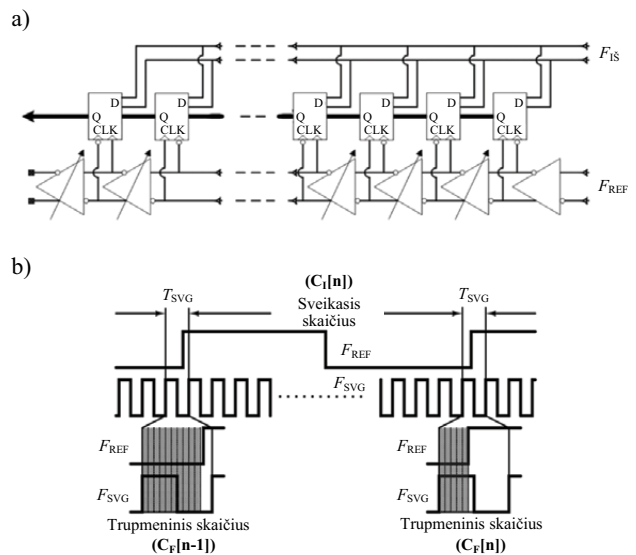 a)
F_IŠ
D D D D D D
Q Q Q Q Q Q
CLK CLK CLK CLK CLK CLK
F_REF
b)
(C_I[n])
T_SVG Sveikasis T_SVG
skaičius
F_REF
F_SVG
F_REF F_REF
F_SVG F_SVG
Trupmeninis skaičius Trupmeninis skaičius
(C_F[n-1]) (C_F[n])